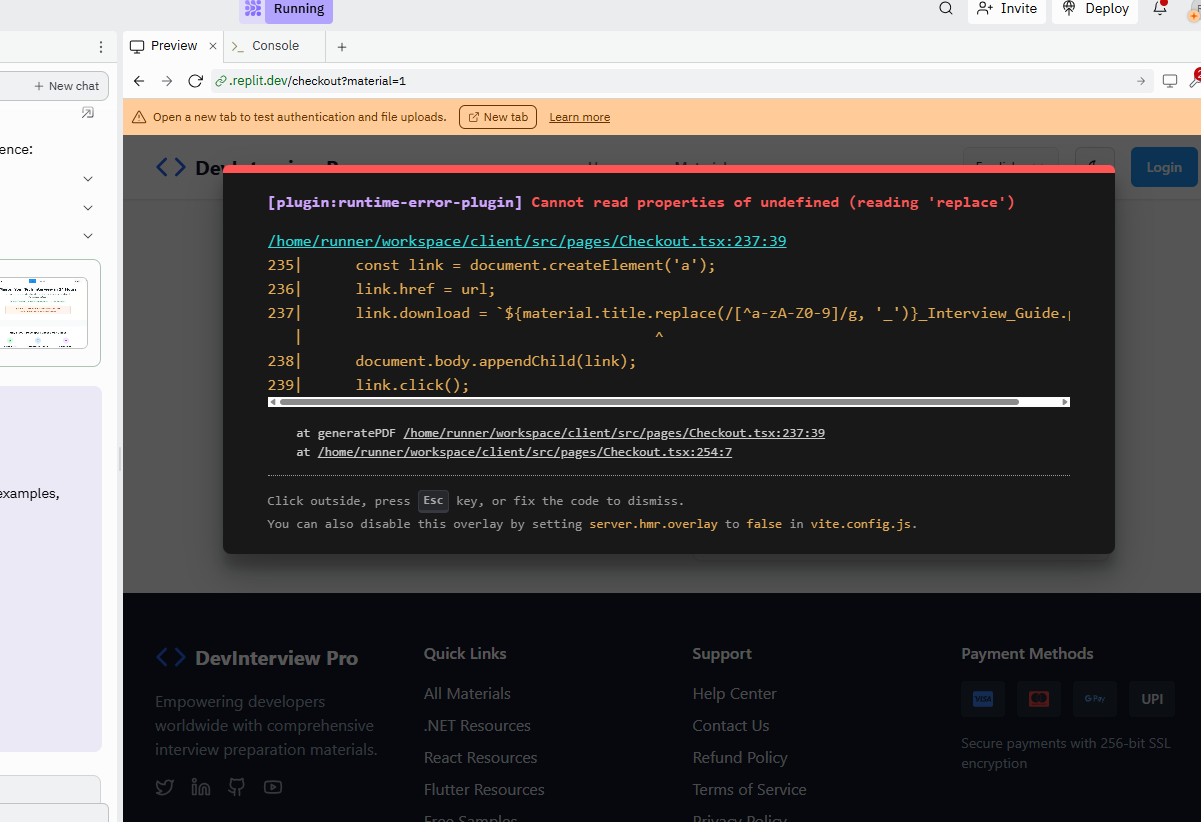 Running
Invite
Deploy
Preview
Console
New chat
.replit.dev/checkout?material=1
Open a new tab to test authentication and file uploads.
New tab
Learn more
ence:
Login
[plugin:runtime-error-plugin] Cannot read properties of undefined (reading 'replace')
/home/runner/workspace/client/src/pages/Checkout.tsx:237:39
235| const link = document.createElement('a');
236| link.href = url;
237| link.download = `${material.title.replace(/[^a-zA-Z0-9]/g, '_')}_Interview_Guide.p
| ^
238| document.body.appendChild(link);
239| link.click();
at generatePDF /home/runner/workspace/client/src/pages/Checkout.tsx:237:39
at /home/runner/workspace/client/src/pages/Checkout.tsx:254:7
examples,
Click outside, press Esc key, or fix the code to dismiss.
You can also disable this overlay by setting server.hmr.overlay to false in vite.config.js.
DevInterview Pro
Empowering developers
worldwide with comprehensive
interview preparation materials.
Quick Links
All Materials
.NET Resources
React Resources
Flutter Resources
Free Samples
Support
Help Center
Contact Us
Refund Policy
Terms of Service
Privacy Policy
Payment Methods
VISA
G Pay
UPI
Secure payments with 256-bit SSL
encryption